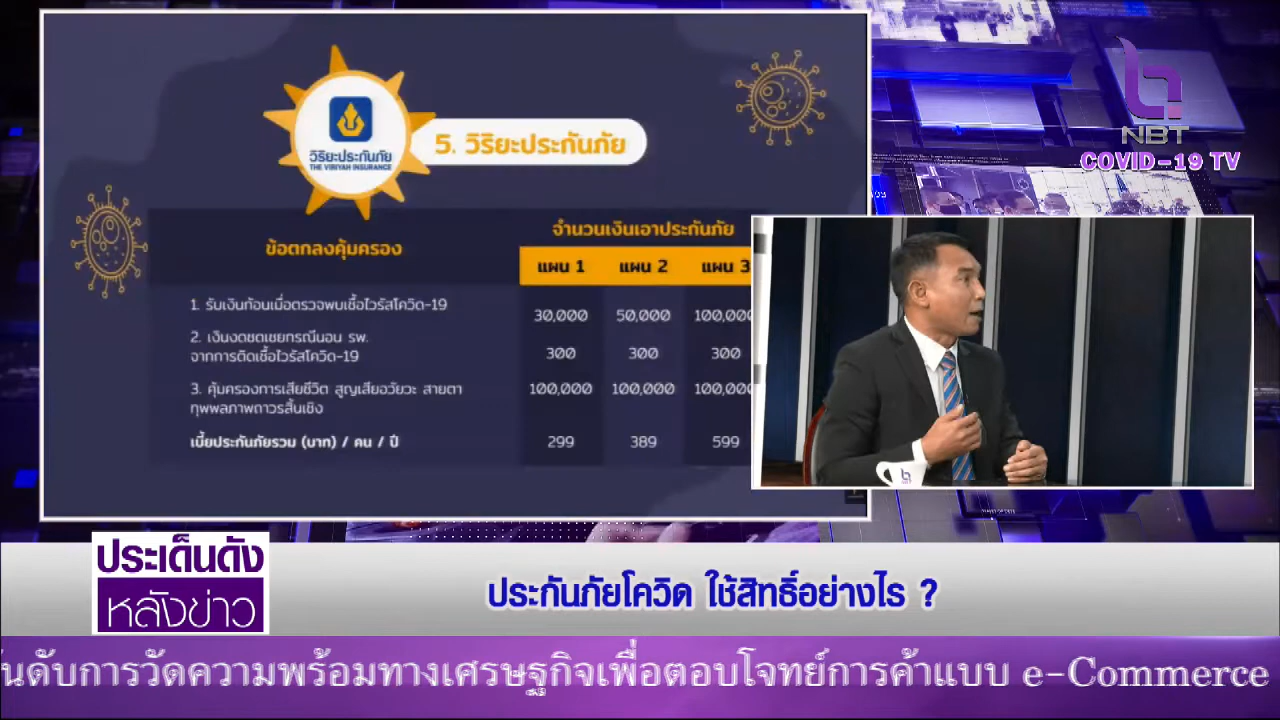 วิริยะประกันภัย
THE VIRIYAH INSURANCE
5. วิริยะประกันภัย
NBT
COVID-19 TV
ข้อตกลงคุ้มครอง
จำนวนเงินเอาประกันภัย
แผน 1 แผน 2 แผน 3
1. รับเงินก้อนเมื่อตรวจพบเชื้อไวรัสโควิด-19
30,000 50,000 100,000
2. เงินงดชดเชยกรณีนอน รพ.
จากการติดเชื้อไวรัสโควิด-19
300 300 300
3. คุ้มครองการเสียชีวิต สูญเสียอวัยวะ สายตา
ทุพพลภาพถาวรสิ้นเชิง
100,000 100,000 100,000
เบี้ยประกันภัยรวม (บาท) / คน / ปี
299 389 599
NBT
ประเด็นดัง
หลังข่าว
ประกันภัยโควิด ใช้สิทธิ์อย่างไร ?
นดับการวัดความพร้อมทางเศรษฐกิจเพื่อตอบโจทย์การค้าแบบ e-Commerce